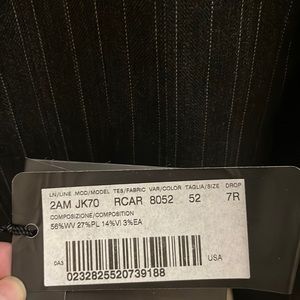 LN/LINE .MOD/MODEL TES/FABRIC VAR/COLOR TAGLIA/SIZE DROP
2AM JK70 RCAR 8052 52 7R
COMPOSIZIONE/COMPOSITION
56%WV 27%PL 14%VI 3%EA
0A3
USA
0232825520739188